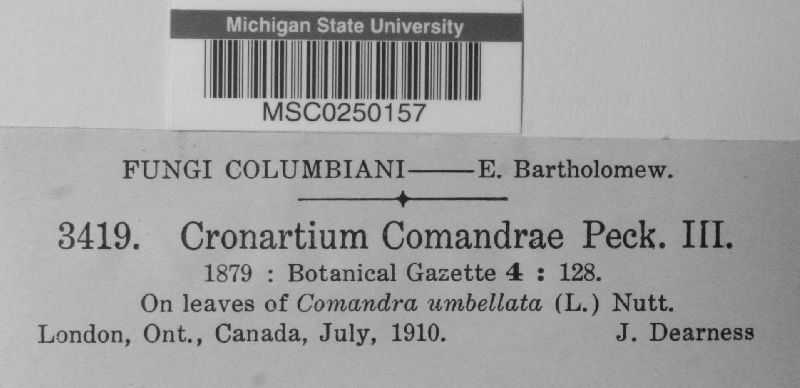 Michigan State University
MSC0250157
FUNGI COLUMBIANI——E. Bartholomew.
3419. Cronartium Comandrae Peck. III.
1879 : Botanical Gazette 4 : 128.
On leaves of Comandra umbellata (L.) Nutt.
London, Ont., Canada, July, 1910. J. Dearness